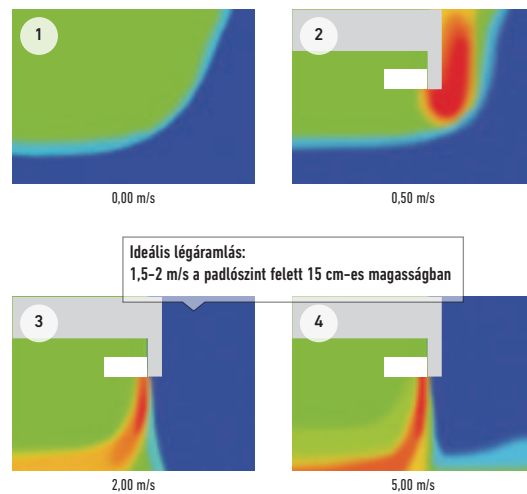 1
2
0,00 m/s
0,50 m/s
Ideális légáramlás:
1,5–2 m/s a padlószint felett 15 cm-es magasságban
3
4
2,00 m/s
5,00 m/s